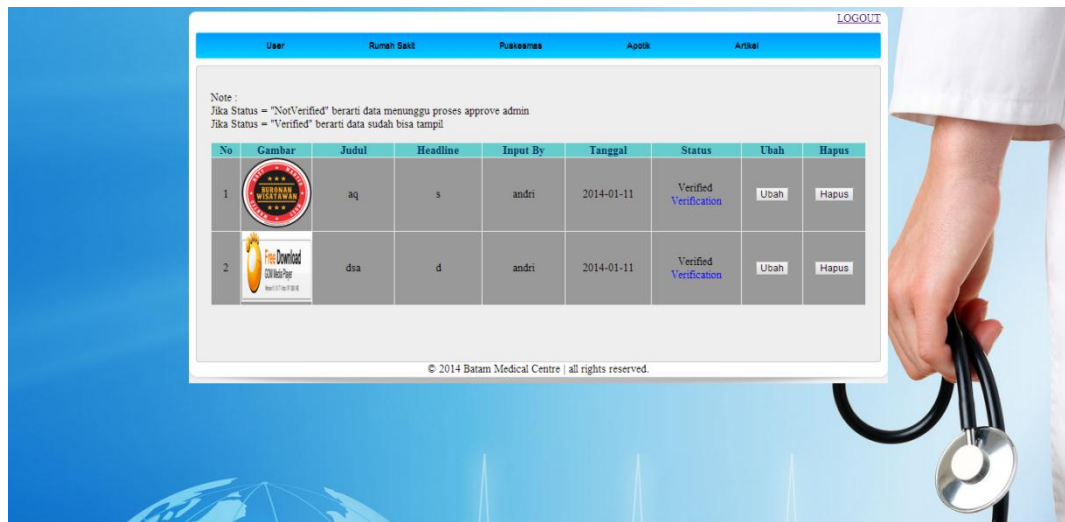 LOGOUT
User Rumah Sakit Puskesmas Apotik Artikel
Note :
Jika Status = "NotVerified" berarti data menunggu proses approve admin
Jika Status = "Verified" berarti data sudah bisa tampil
No Gambar Judul Headline Input By Tanggal Status Ubah Hapus
BURONAN
WISATAWAN
1 aq s andri 2014-01-11 Verified Ubah Hapus
Verification
Free Download
GOM Media Player
2 dsa d andri 2014-01-11 Verified Ubah Hapus
Verification
© 2014 Batam Medical Centre | all rights reserved.